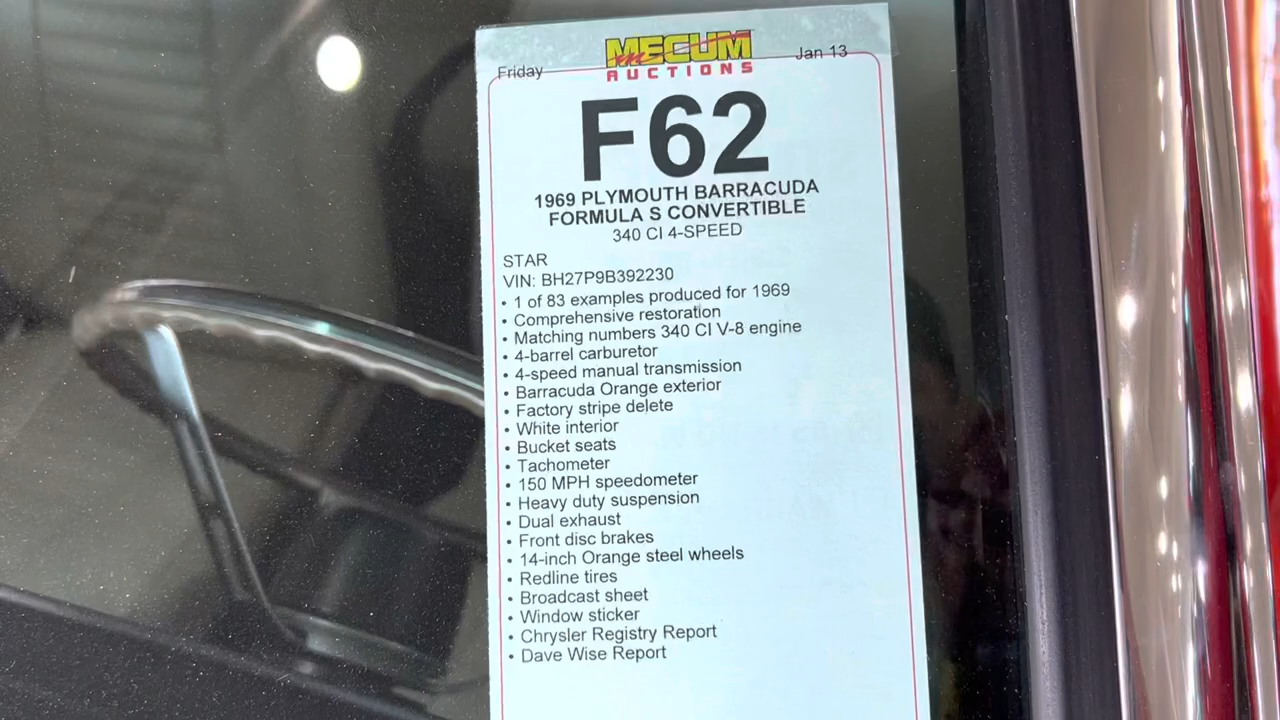 MECUM
AUCTIONS
Friday
Jan 13
F62
1969 PLYMOUTH BARRACUDA
FORMULA S CONVERTIBLE
340 CI 4-SPEED
STAR
VIN: BH27P9B392230
• 1 of 83 examples produced for 1969
• Comprehensive restoration
• Matching numbers 340 CI V-8 engine
• 4-barrel carburetor
• 4-speed manual transmission
• Barracuda Orange exterior
• Factory stripe delete
• White interior
• Bucket seats
• Tachometer
• 150 MPH speedometer
• Heavy duty suspension
• Dual exhaust
• Front disc brakes
• 14-inch Orange steel wheels
• Redline tires
• Broadcast sheet
• Window sticker
• Chrysler Registry Report
• Dave Wise Report